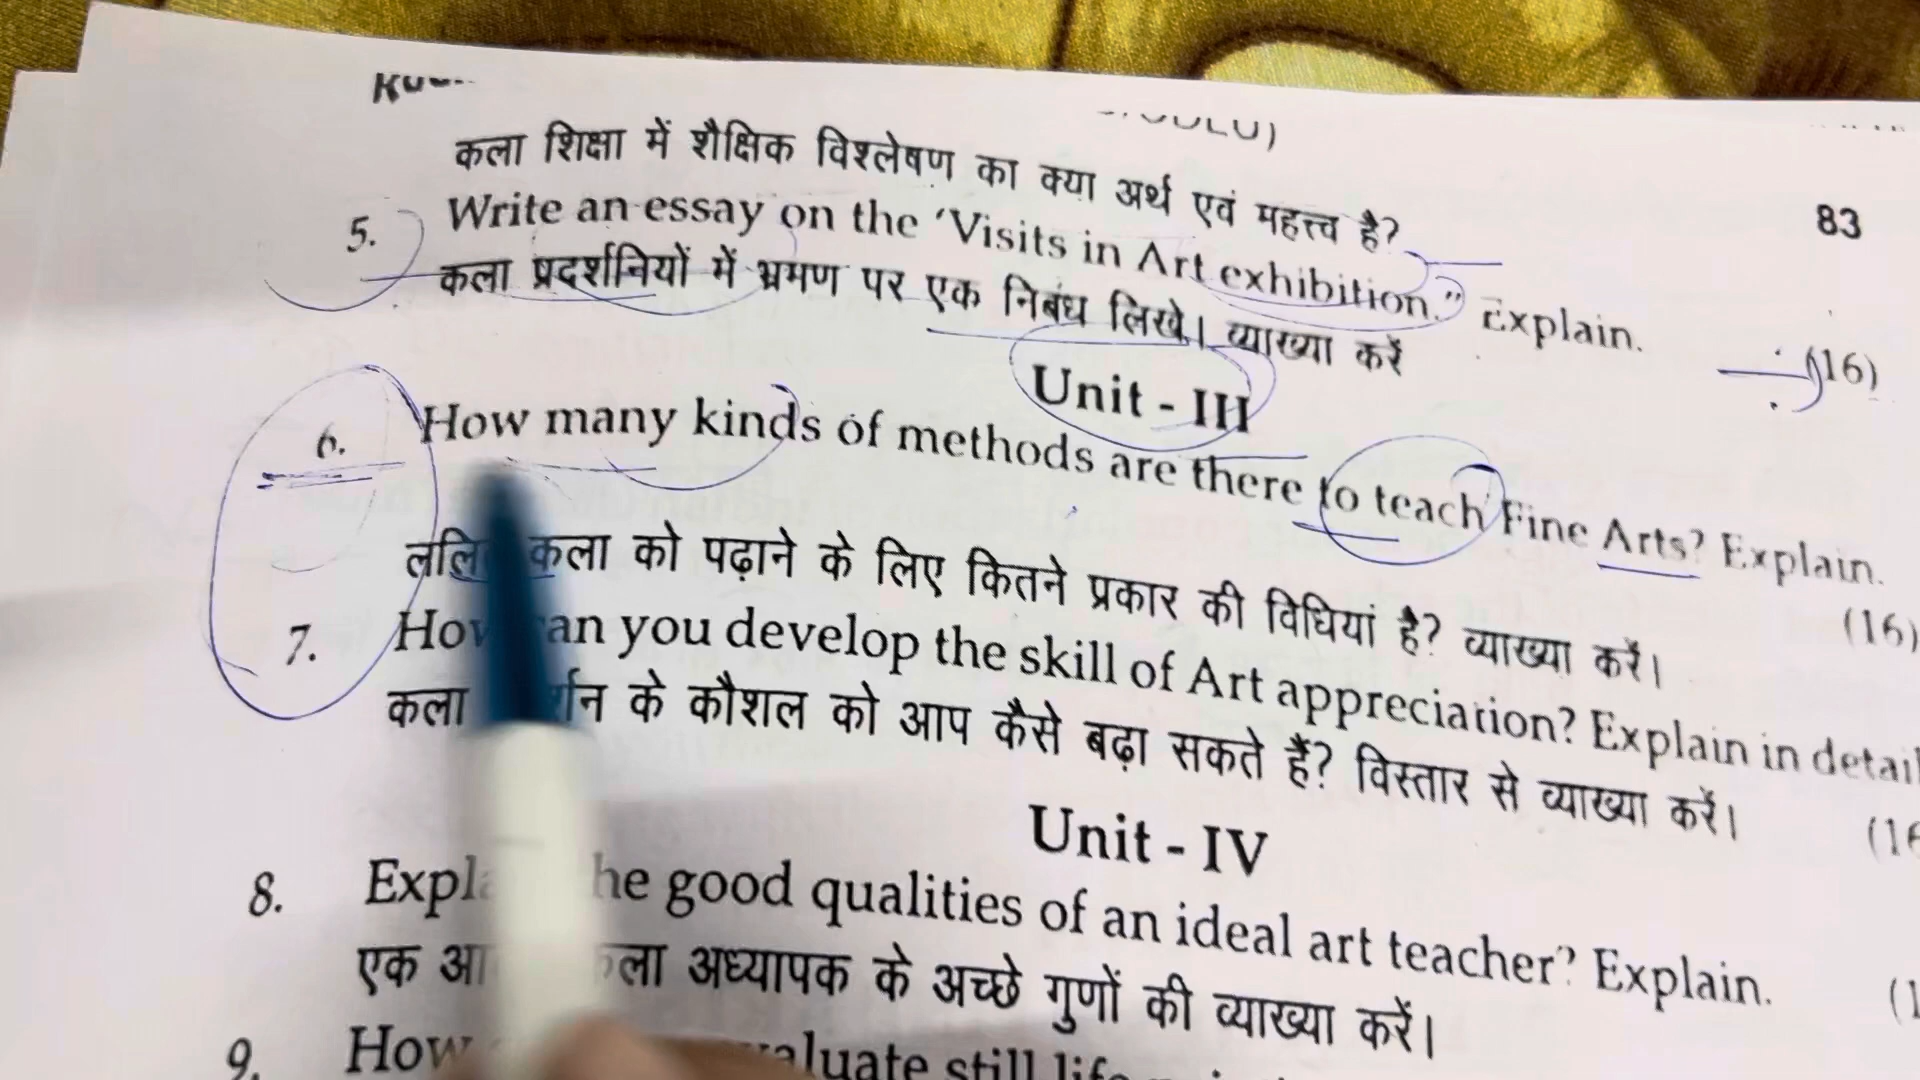 कला शिक्षा में शैक्षिक विश्लेषण का क्या अर्थ एवं महत्त्व है?
83
5. Write an essay on the 'Visits in Art exhibition." Explain.
(16)
कला प्रदर्शनियों में भ्रमण पर एक निबंध लिखे। व्याख्या करें
Unit - III
6. How many kinds of methods are there to teach Fine Arts? Explain.
(16)
कला को पढ़ाने के लिए कितने प्रकार की विधियां है? व्याख्या करें।
7. you develop the skill of Art appreciation? Explain in detail
कला के कौशल को आप कैसे बढ़ा सकते हैं? विस्तार से व्याख्या करें।
Unit - IV
8. good qualities of an ideal art teacher? Explain.
एक अध्यापक के अच्छे गुणों की व्याख्या करें।
9. How still